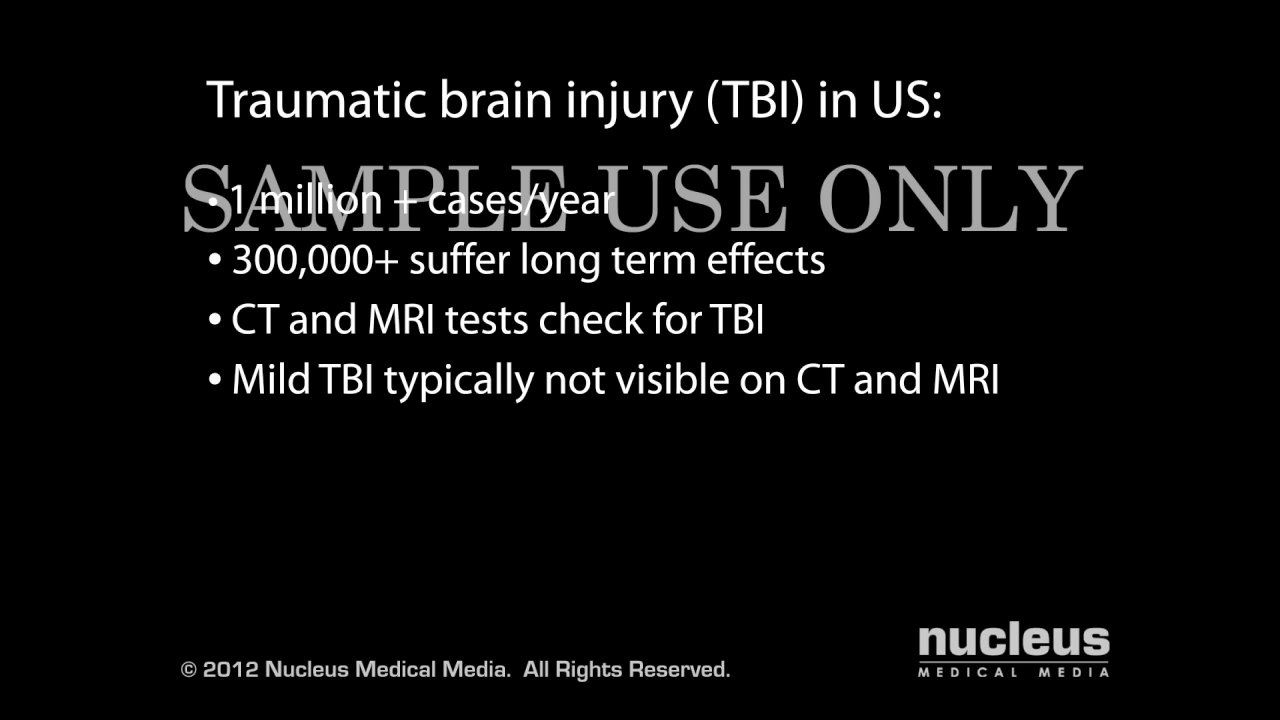 Traumatic brain injury (TBI) in US:
SAMPLE USE ONLY
• 1 million + cases/year
• 300,000+ suffer long term effects
• CT and MRI tests check for TBI
• Mild TBI typically not visible on CT and MRI
nucleus
MEDICAL MEDIA
© 2012 Nucleus Medical Media. All Rights Reserved.